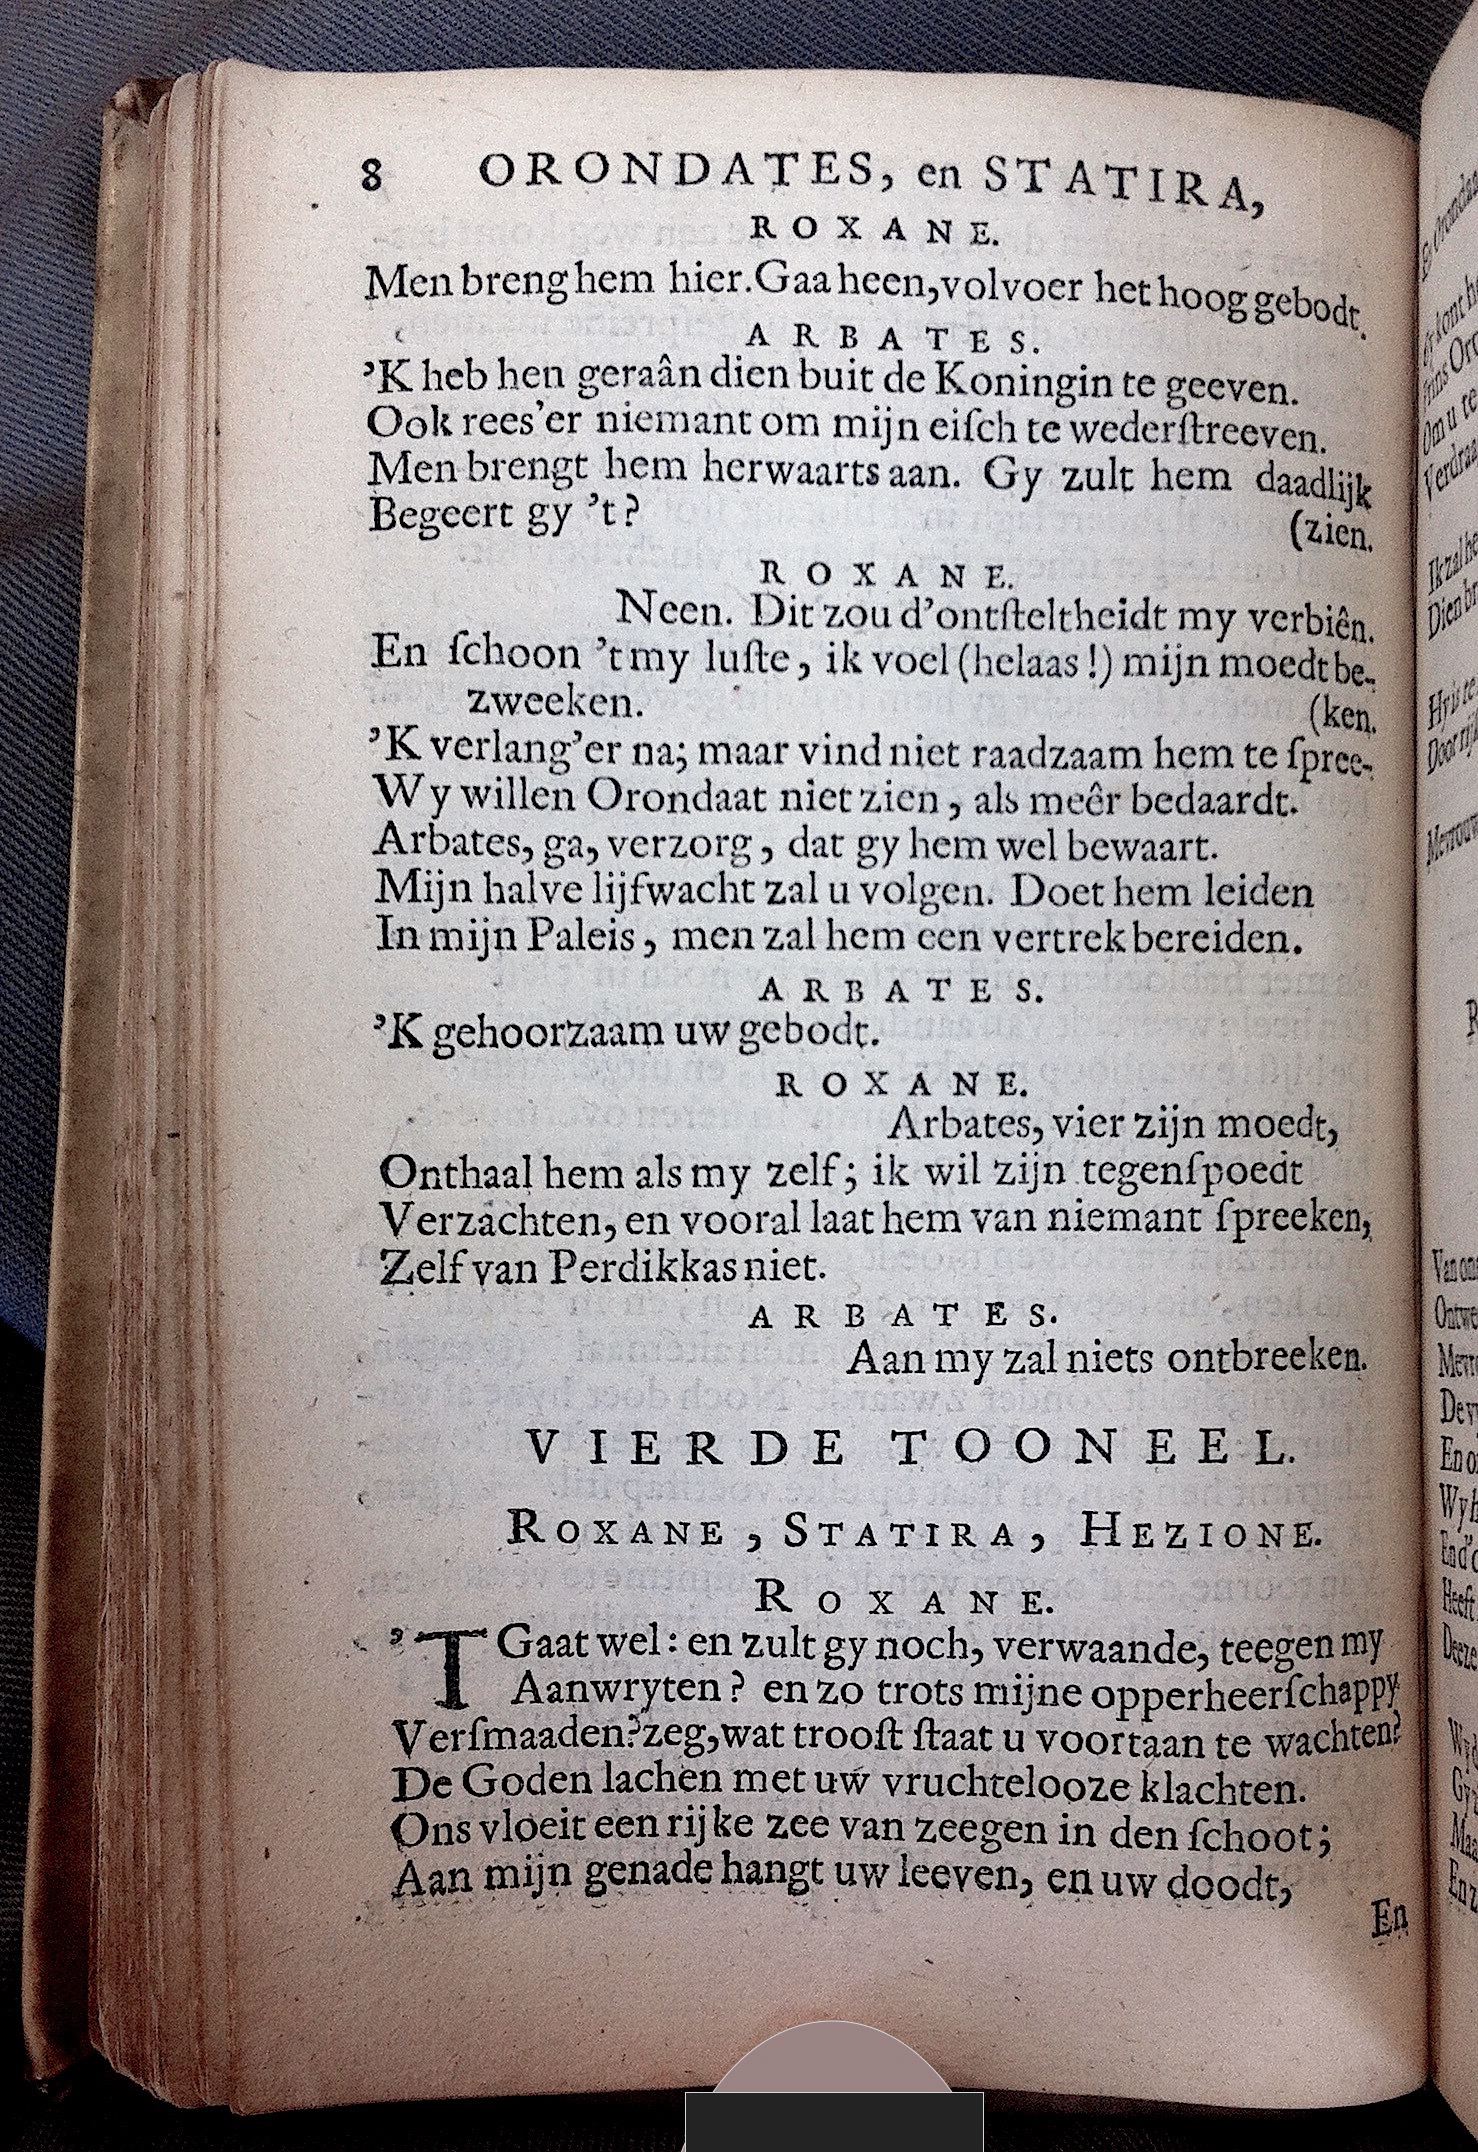 8 ORONDATES, en STATIRA,
ROXANE.
Men breng hem hier. Gaa heen, volvoer het hoog gebodt.
ARBATES.
’K heb hen geraân dien buit de Koningin te geeven.
Ook rees’er niemant om mijn eiſch te wederſtreeven.
Men brengt hem herwaarts aan. Gy zult hem daadlijk
Begeert gy ’t? (zien.
ROXANE.
Neen. Dit zou d’ontſteltheidt my verbiên.
En ſchoon ’t my luſte, ik voel (helaas!) mijn moedt be-
zweeken. (ken.
’K verlang’er na; maar vind niet raadzaam hem te ſpree-
Wy willen Orondaat niet zien, als meêr bedaardt.
Arbates, ga, verzorg, dat gy hem wel bewaart.
Mijn halve lijfwacht zal u volgen. Doet hem leiden
In mijn Paleis, men zal hem een vertrek bereiden.
ARBATES.
’K gehoorzaam uw gebodt.
ROXANE.
Arbates, vier zijn moedt,
Onthaal hem als my zelf; ik wil zijn tegenſpoedt
Verzachten, en vooral laat hem van niemant ſpreeken,
Zelf van Perdikkas niet.
ARBATES.
Aan my zal niets ontbreeken.
VIERDE TOONEEL.
ROXANE, STATIRA, HEZIONE.
ROXANE.
’T Gaat wel: en zult gy noch, verwaande, teegen my
Aanwryten? en zo trots mijne opperheerſchappy
Verſmaaden? zeg, wat trooſt ſtaat u voortaan te wachten?
De Goden lachen met uw vruchtelooze klachten.
Ons vloeit een rijke zee van zeegen in den ſchoot;
Aan mijn genade hangt uw leeven, en uw doodt,
En